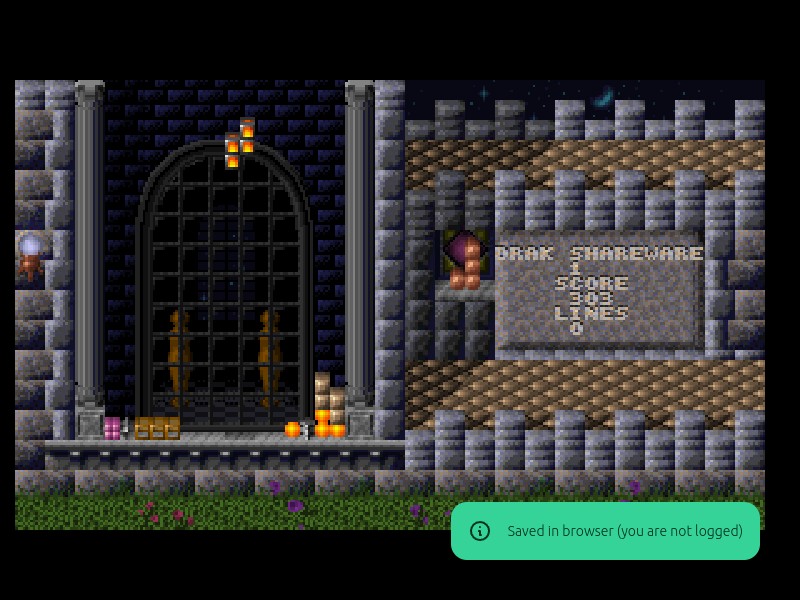 DRAK SHAREWARE
1
SCORE
303
LINES
0
Saved in browser (you are not logged)